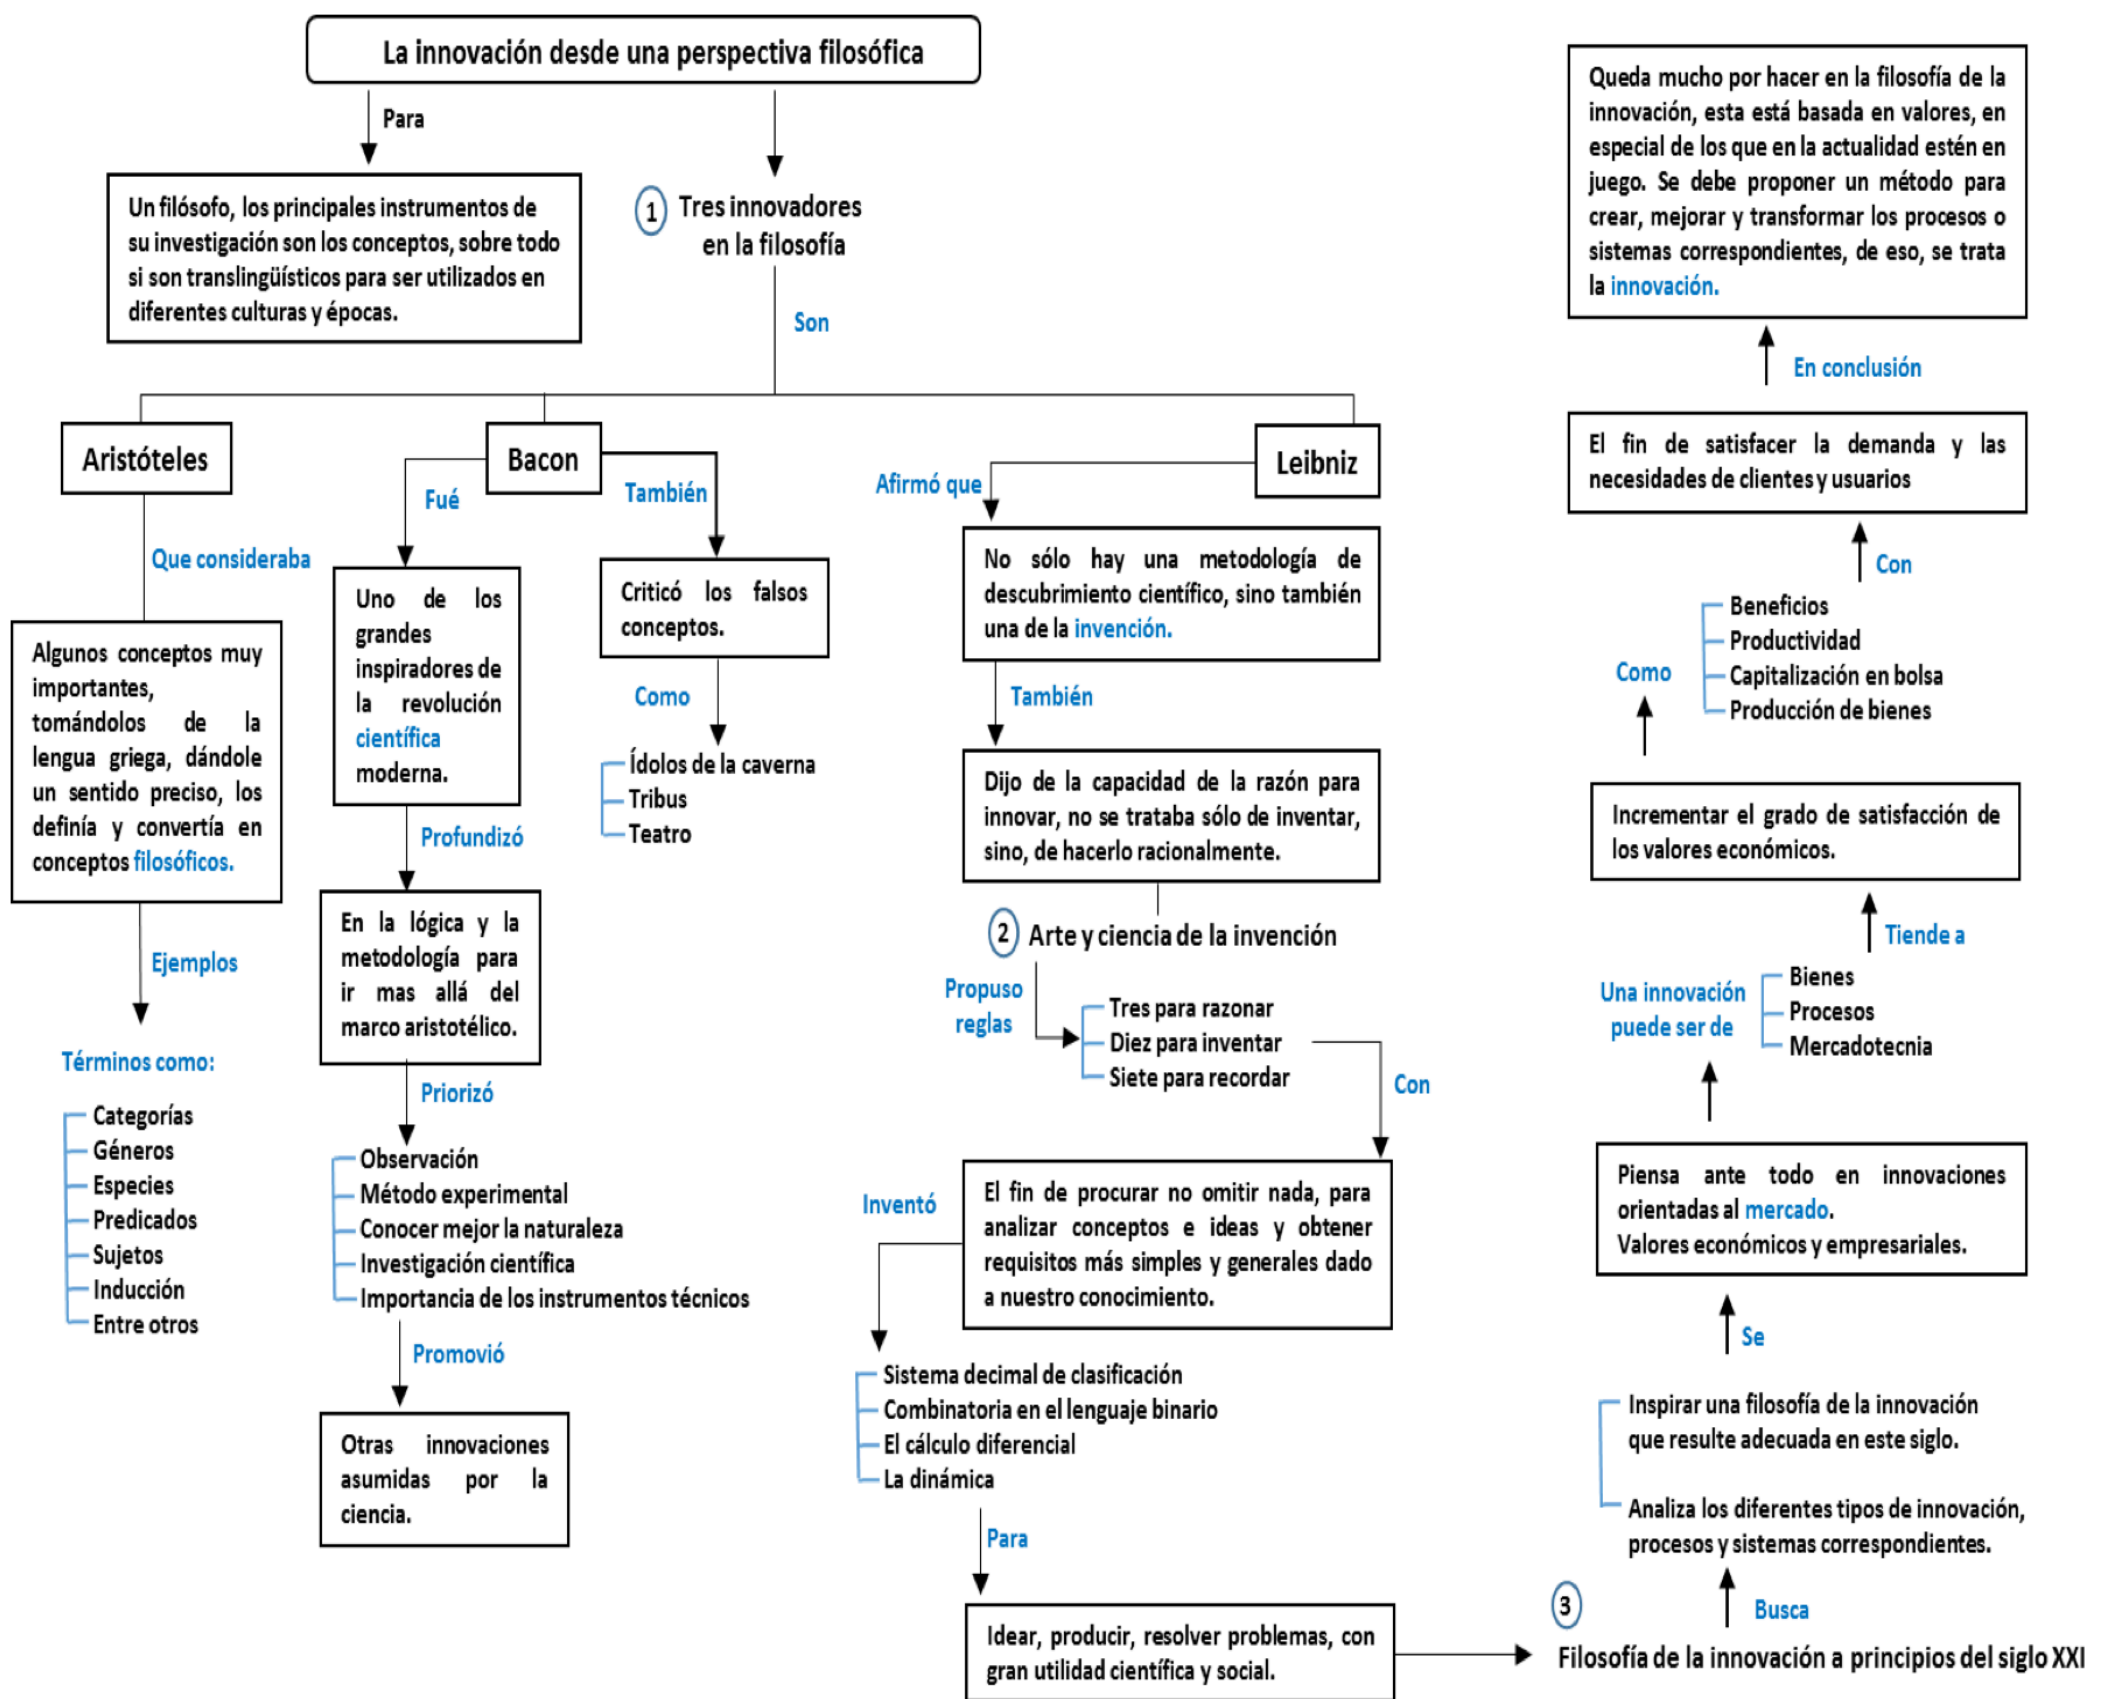 La innovación desde una perspectiva filosófica
Para
Un filósofo, los principales instrumentos de
su investigación son los conceptos, sobre todo
si son translingüísticos para ser utilizados en
diferentes culturas y épocas.
1
Tres innovadores
en la filosofía
Son
Aristóteles
Que consideraba
Algunos conceptos muy
importantes,
tomándolos de la
lengua griega, dándole
un sentido preciso, los
definía y convertía en
conceptos filosóficos.
Ejemplos
Términos como:
Categorías
Géneros
Especies
Predicados
Sujetos
Inducción
Entre otros
Bacon
Fué
Uno de los
grandes
inspiradores de
la revolución
científica
moderna.
Profundizó
En la lógica y la
metodología para
ir mas allá del
marco aristotélico.
Priorizó
Observación
Método experimental
Conocer mejor la naturaleza
Investigación científica
Importancia de los instrumentos técnicos
Promovió
Otras innovaciones
asumidas por la
ciencia.
También
Criticó los falsos
conceptos.
Como
Ídolos de la caverna
Tribus
Teatro
Leibniz
Afirmó que
No sólo hay una metodología de
descubrimiento científico, sino también
una de la invención.
También
Dijo de la capacidad de la razón para
innovar, no se trataba sólo de inventar,
sino, de hacerlo racionalmente.
2
Arte y ciencia de la invención
Propuso
reglas
Tres para razonar
Diez para inventar
Siete para recordar
Con
El fin de procurar no omitir nada, para
analizar conceptos e ideas y obtener
requisitos más simples y generales dado
a nuestro conocimiento.
Inventó
Sistema decimal de clasificación
Combinatoria en el lenguaje binario
El cálculo diferencial
La dinámica
Para
Idear, producir, resolver problemas, con
gran utilidad científica y social.
3
Filosofía de la innovación a principios del siglo XXI
Busca
Inspirar una filosofía de la innovación
que resulte adecuada en este siglo.
Analiza los diferentes tipos de innovación,
procesos y sistemas correspondientes.
Se
Piensa ante todo en innovaciones
orientadas al mercado.
Valores económicos y empresariales.
Una innovación
puede ser de
Bienes
Procesos
Mercadotecnia
Tiende a
Incrementar el grado de satisfacción de
los valores económicos.
Como
Beneficios
Productividad
Capitalización en bolsa
Producción de bienes
Con
El fin de satisfacer la demanda y las
necesidades de clientes y usuarios
En conclusión
Queda mucho por hacer en la filosofía de la
innovación, esta está basada en valores, en
especial de los que en la actualidad estén en
juego. Se debe proponer un método para
crear, mejorar y transformar los procesos o
sistemas correspondientes, de eso, se trata
la innovación.